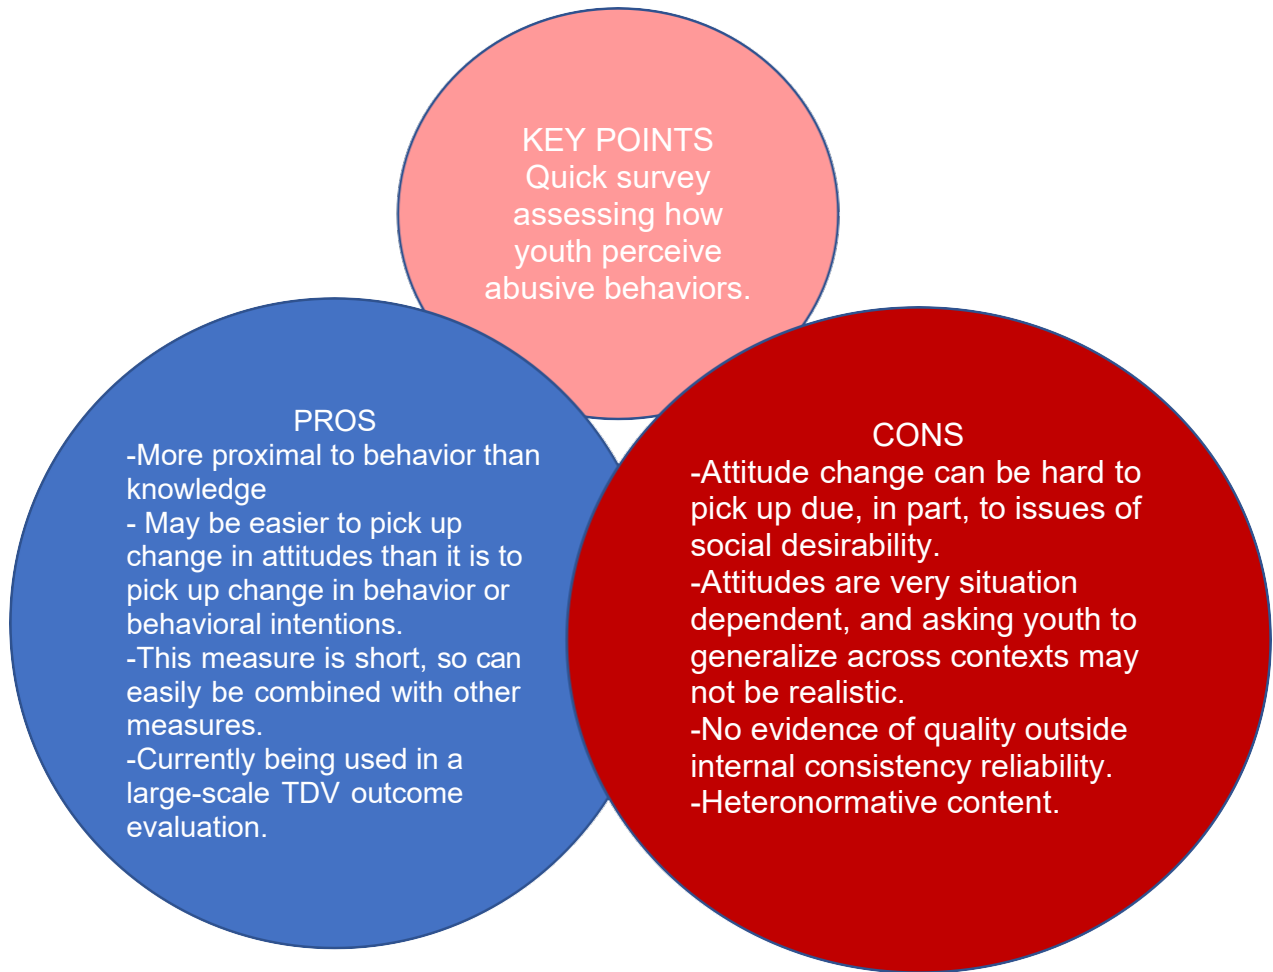 KEY POINTS
Quick survey
assessing how
youth perceive
abusive behaviors.
PROS
-More proximal to behavior than
knowledge
- May be easier to pick up
change in attitudes than it is to
pick up change in behavior or
behavioral intentions.
-This measure is short, so can
easily be combined with other
measures.
-Currently being used in a
large-scale TDV outcome
evaluation.
CONS
-Attitude change can be hard to
pick up due, in part, to issues of
social desirability.
-Attitudes are very situation
dependent, and asking youth to
generalize across contexts may
not be realistic.
-No evidence of quality outside
internal consistency reliability.
-Heteronormative content.